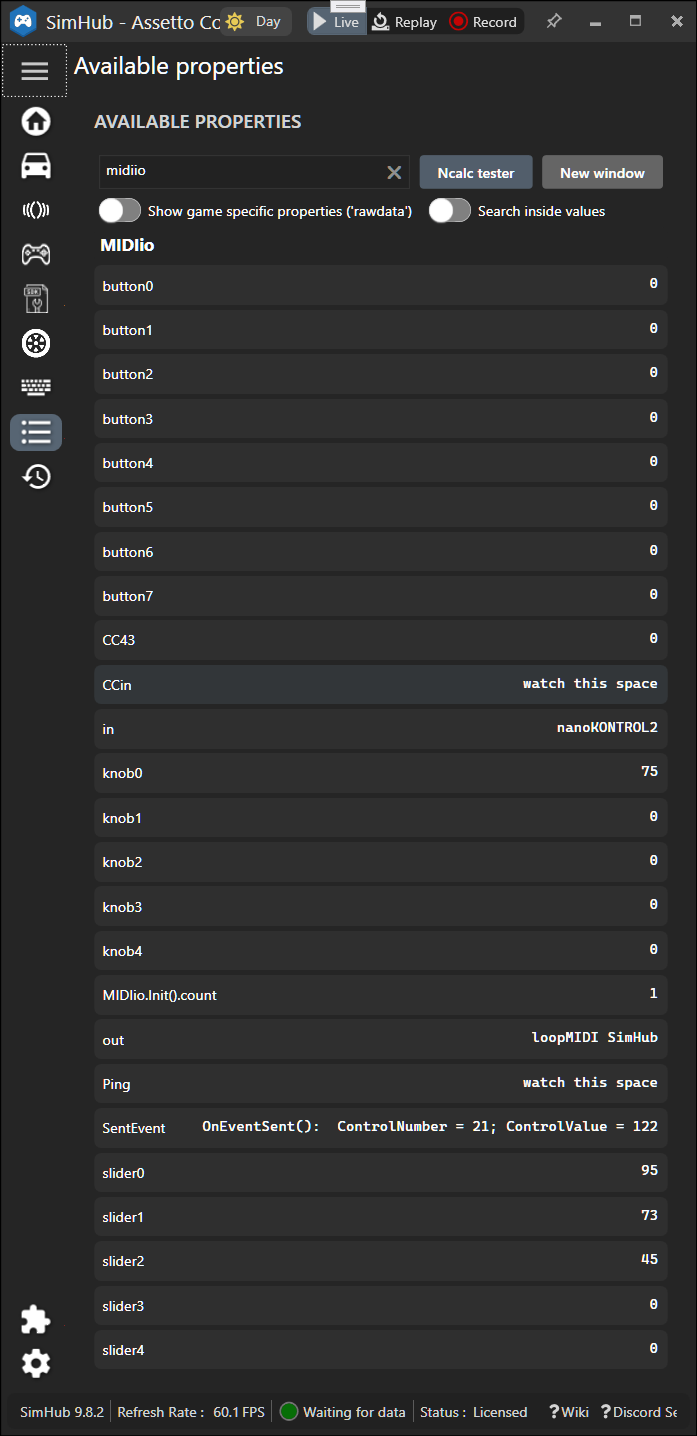 SimHub - Assetto Co
Day
Live
Replay
Record
Available properties
AVAILABLE PROPERTIES
midiio
Ncalc tester
New window
Show game specific properties ('rawdata')
Search inside values
MIDIio
button0 0
button1 0
button2 0
button3 0
button4 0
button5 0
button6 0
button7 0
CC43 0
CCin watch this space
in nanoKONTROL2
knob0 75
knob1 0
knob2 0
knob3 0
knob4 0
MIDIio.Init().count 1
out loopMIDI SimHub
Ping watch this space
SentEvent OnEventSent(): ControlNumber = 21; ControlValue = 122
slider0 95
slider1 73
slider2 45
slider3 0
slider4 0
SimHub 9.8.2 Refresh Rate : 60.1 FPS Waiting for data Status : Licensed ?Wiki ?Discord Se